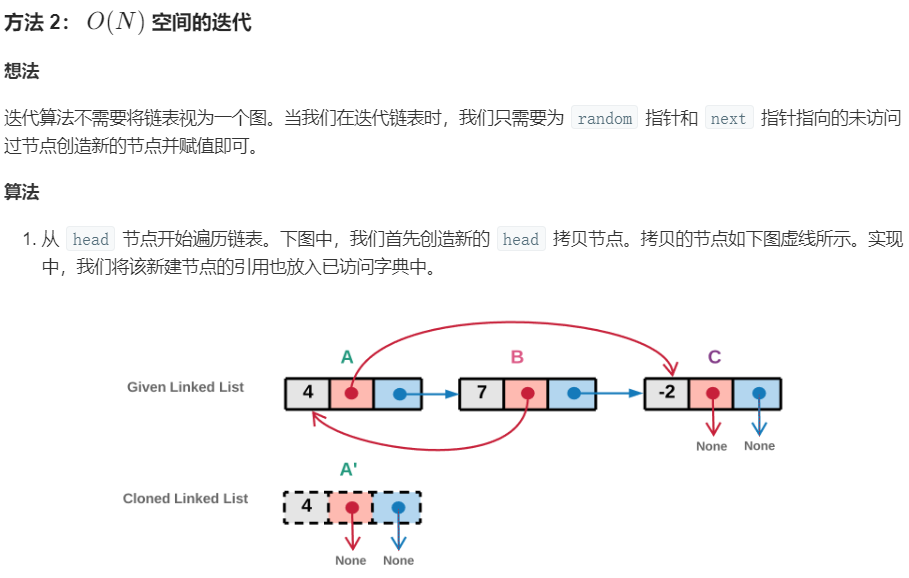 方法 2： O(N) 空间的迭代
想法
迭代算法不需要将链表视为一个图。当我们在迭代链表时，我们只需要为 random 指针和 next 指针指向的未访问
过节点创造新的节点并赋值即可。
算法
1. 从 head 节点开始遍历链表。下图中，我们首先创造新的 head 拷贝节点。拷贝的节点如下图虚线所示。实现
中，我们将该新建节点的引用也放入已访问字典中。
A B C
Given Linked List 4 7 -2
None None
A'
Cloned Linked List 4
None None